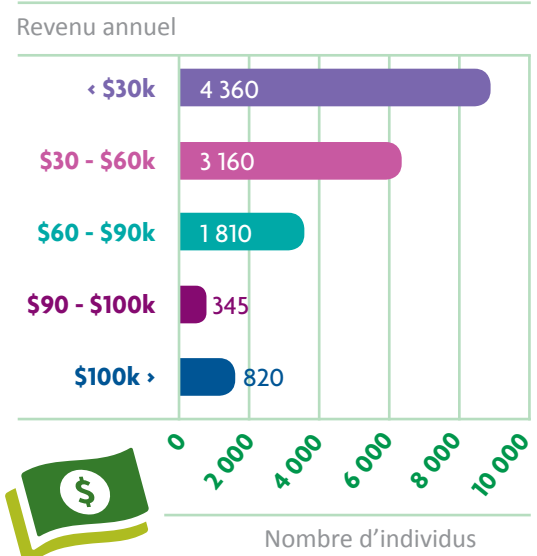 Revenu annuel
‹ $30k 4 360
$30 - $60k 3 160
$60 - $90k 1 810
$90 - $100k 345
$100k › 820
0 2 000 4 000 6 000 8 000 10 000
$
Nombre d’individus